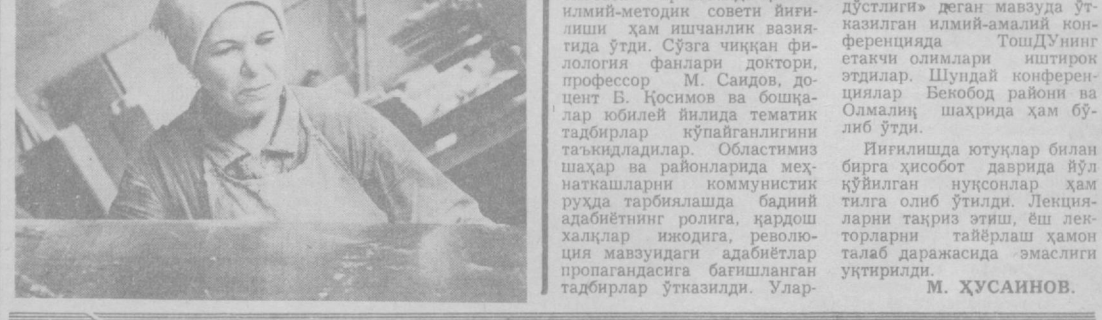 илмий-методик совети йиғи-
лиши ҳам ишчанлик вазия-
тида ўтди. Сўзга чиққан фи-
лология фанлари доктори,
профессор М. Саидов, до-
цент Б. Қосимов ва бошқа-
лар юбилей йилида тематик
тадбирлар кўпайганлигини
таъкидладилар. Областимиз
шаҳар ва районларида меҳ-
наткашларни коммунистик
руҳда тарбиялашда бадиий
адабиётнинг ролига, қардош
халқлар ижодига, револю-
ция мавзуидаги адабиётлар
пропагандасига бағишланган
тадбирлар ўтказилди. Улар-
дўстлиги» деган мавзуда ўт-
казилган илмий-амалий кон-
ференцияда ТошДУнинг
етакчи олимлари иштирок
этдилар. Шундай конферен-
циялар Бекобод райони ва
Олмалиқ шаҳрида ҳам бў-
либ ўтди.
Йиғилишда ютуқлар билан
бирга ҳисобот даврида йўл
қўйилган нуқсонлар ҳам
тилга олиб ўтилди. Лекция-
ларни тақриз этиш, ёш лек-
торларни тайёрлаш ҳамон
талаб даражасида эмаслиги
уқтирилди.
М. ҲУСАИНОВ.